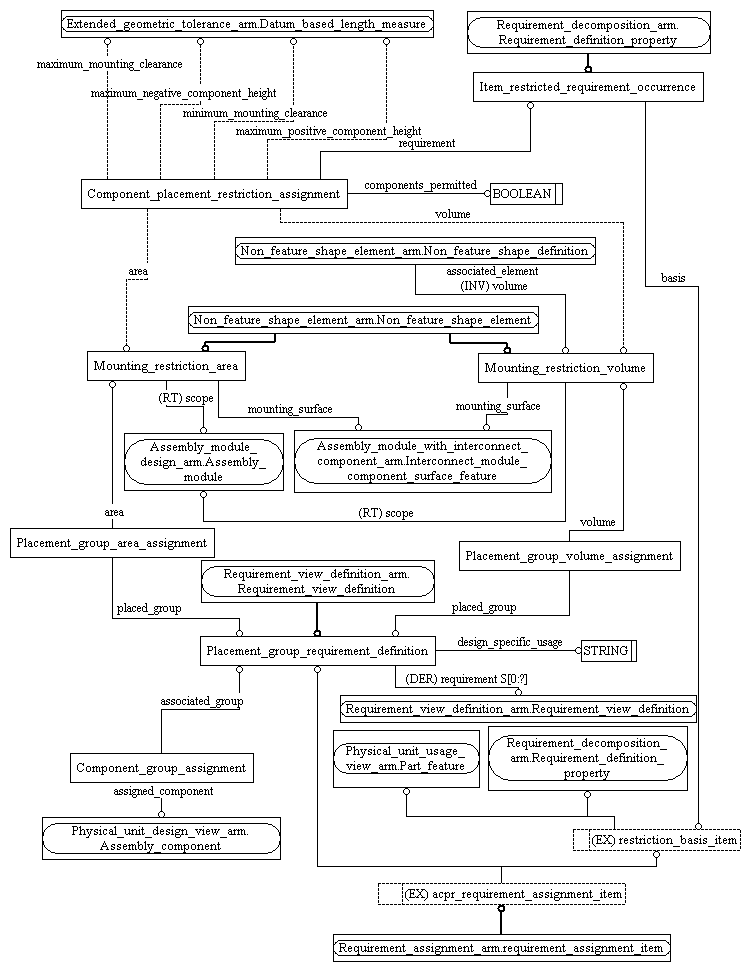 Extended_geometric_tolerance_arm.Datum_based_length_measure
Requirement_decomposition_arm.
Requirement_definition_property
maximum_mounting_clearance
Item_restricted_requirement_occurrence
maximum_negative_component_height
minimum_mounting_clearance
maximum_positive_component_height
requirement
Component_placement_restriction_assignment
components_permitted
BOOLEAN
volume
Non_feature_shape_element_arm.Non_feature_shape_definition
area
associated_element
(INV) volume
basis
Non_feature_shape_element_arm.Non_feature_shape_element
Mounting_restriction_area
Mounting_restriction_volume
(RT) scope
mounting_surface
mounting_surface
Assembly_module_
design_arm.Assembly_
module
Assembly_module_with_interconnect_
component_arm.Interconnect_module_
component_surface_feature
area
(RT) scope
volume
Placement_group_area_assignment
Placement_group_volume_assignment
Requirement_view_definition_arm.
Requirement_view_definition
placed_group
placed_group
Placement_group_requirement_definition
design_specific_usage
STRING
(DER) requirement S[0:?]
associated_group
Requirement_view_definition_arm.Requirement_view_definition
Component_group_assignment
Physical_unit_usage_
view_arm.Part_feature
Requirement_decomposition_
arm.Requirement_definition_
property
assigned_component
Physical_unit_design_view_arm.
Assembly_component
(EX) restriction_basis_item
(EX) acpr_requirement_assignment_item
Requirement_assignment_arm.requirement_assignment_item